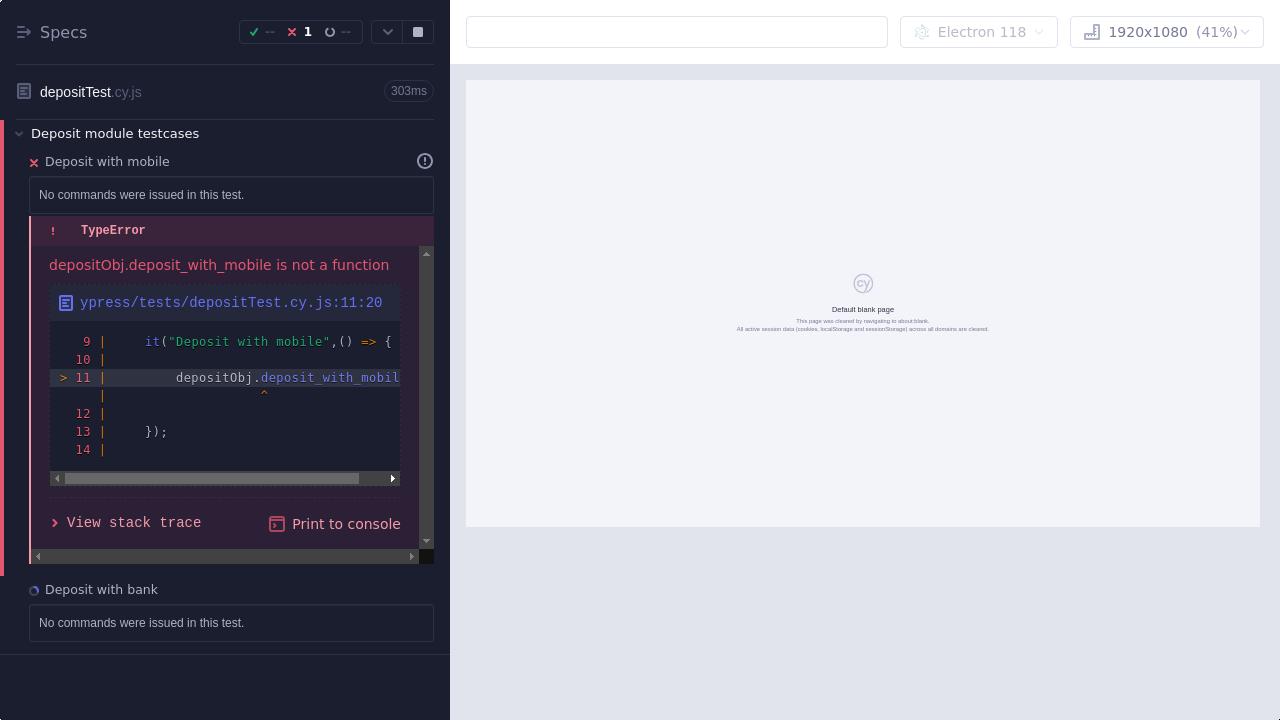 Specs
--
1
--
depositTest.cy.js
303ms
Deposit module testcases
Deposit with mobile
No commands were issued in this test.
! TypeError
depositObj.deposit_with_mobile is not a function
ypress/tests/depositTest.cy.js:11:20
9 | it("Deposit with mobile",() => {
10 |
> 11 | depositObj.deposit_with_mobil
| ^
12 |
13 | });
14 |
View stack trace
Print to console
Deposit with bank
No commands were issued in this test.
Electron 118
1920x1080 (41%)
cy
Default blank page
This page was cleared by navigating to about:blank.
All active session data (cookies, localStorage and sessionStorage) across all domains are cleared.